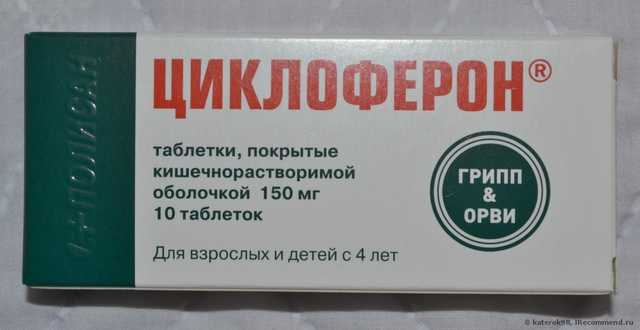 ПОЛИСАН
ЦИКЛОФЕРОН®
таблетки, покрытые
кишечнорастворимой
оболочкой 150 мг
10 таблеток
Для взрослых и детей с 4 лет
ГРИПП
&
ОРВИ
© katerok98, IRecommend.ru